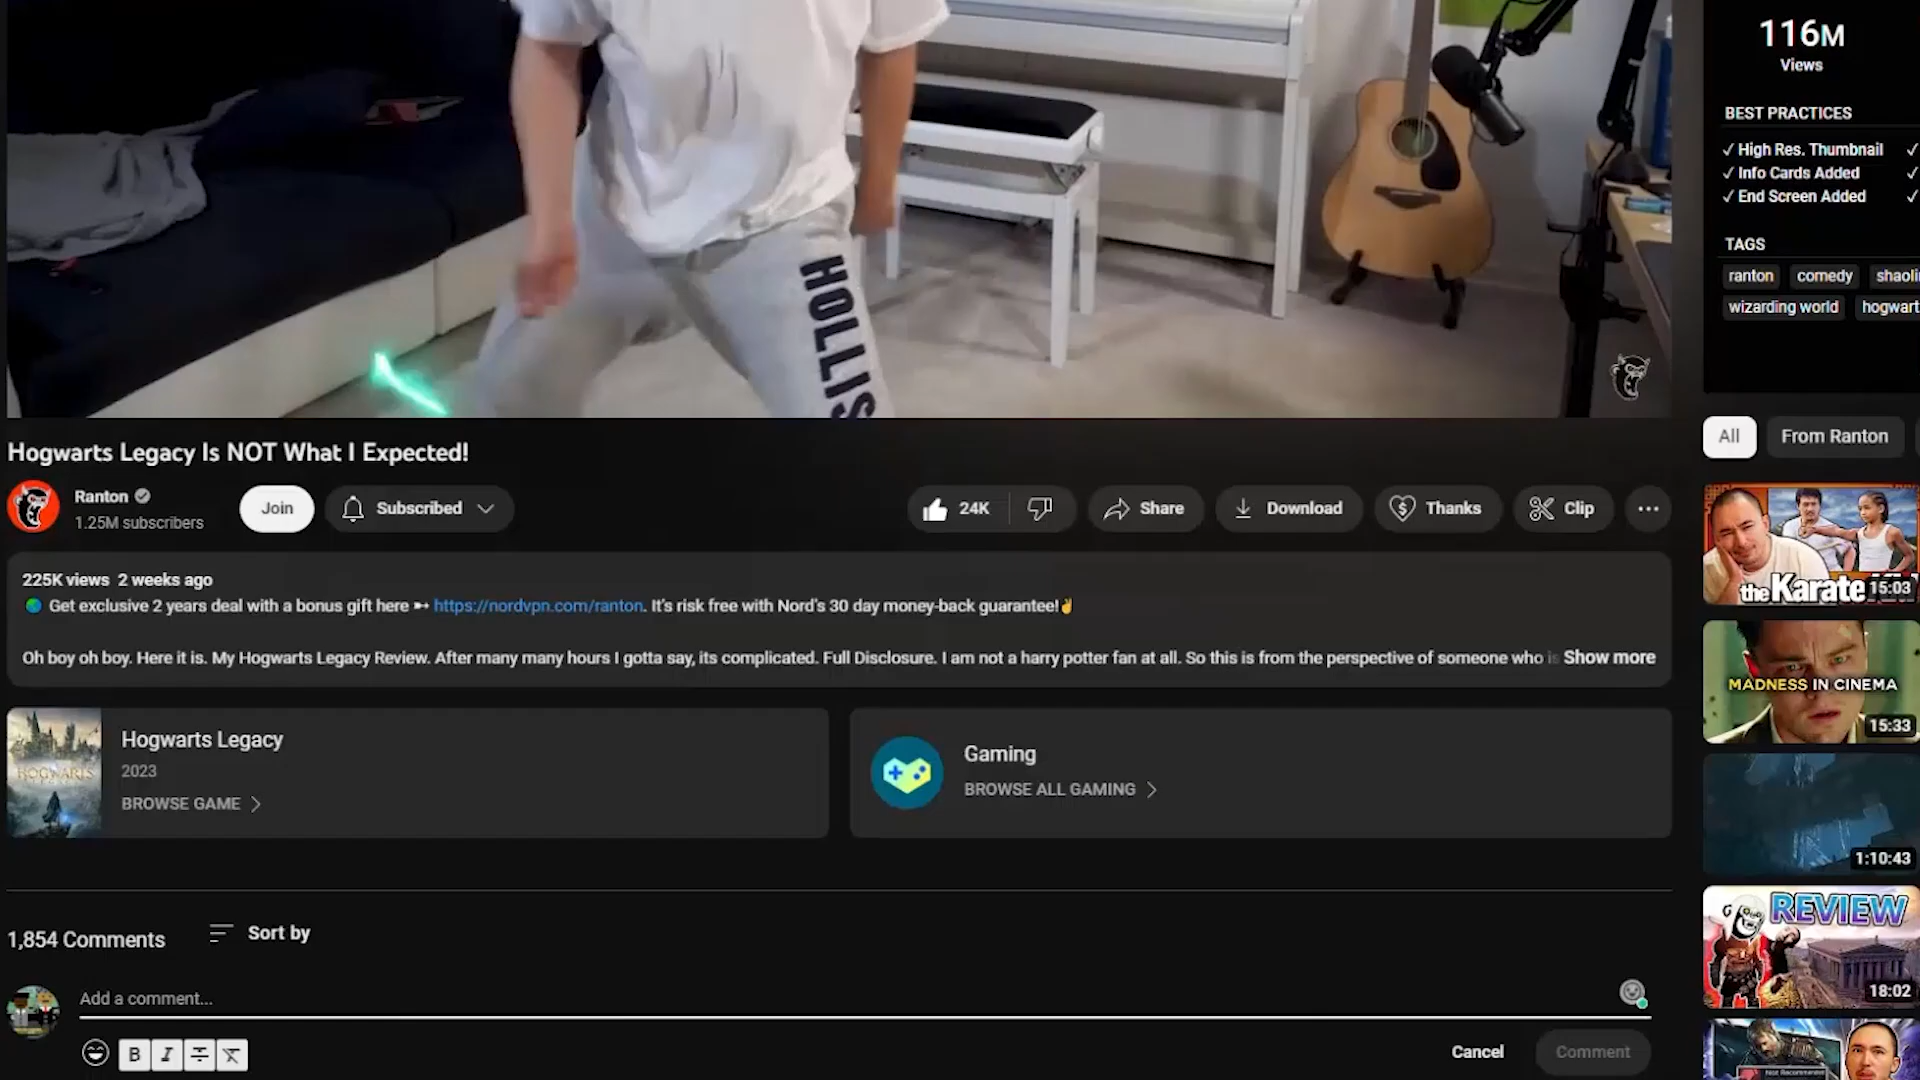 116M
Views
BEST PRACTICES
✓ High Res. Thumbnail ✓
✓ Info Cards Added ✓
✓ End Screen Added ✓
TAGS
ranton comedy shaolin
wizarding world hogwart
HOLLIS
Hogwarts Legacy Is NOT What I Expected!
Ranton
1.25M subscribers
Join
Subscribed
24K
Share
Download
Thanks
Clip
All
From Ranton
225K views 2 weeks ago
Get exclusive 2 years deal with a bonus gift here ➼ https://nordvpn.com/ranton. It's risk free with Nord's 30 day money-back guarantee!✌
Oh boy oh boy. Here it is. My Hogwarts Legacy Review. After many many hours I gotta say, its complicated. Full Disclosure. I am not a harry potter fan at all. So this is from the perspective of someone who is Show more
the Karate
15:03
MADNESS IN CINEMA
15:33
1:10:43
REVIEW
18:02
Not Recommended
HOGWARTS
Hogwarts Legacy
2023
BROWSE GAME
Gaming
BROWSE ALL GAMING
1,854 Comments
Sort by
Add a comment...
B I
Cancel
Comment